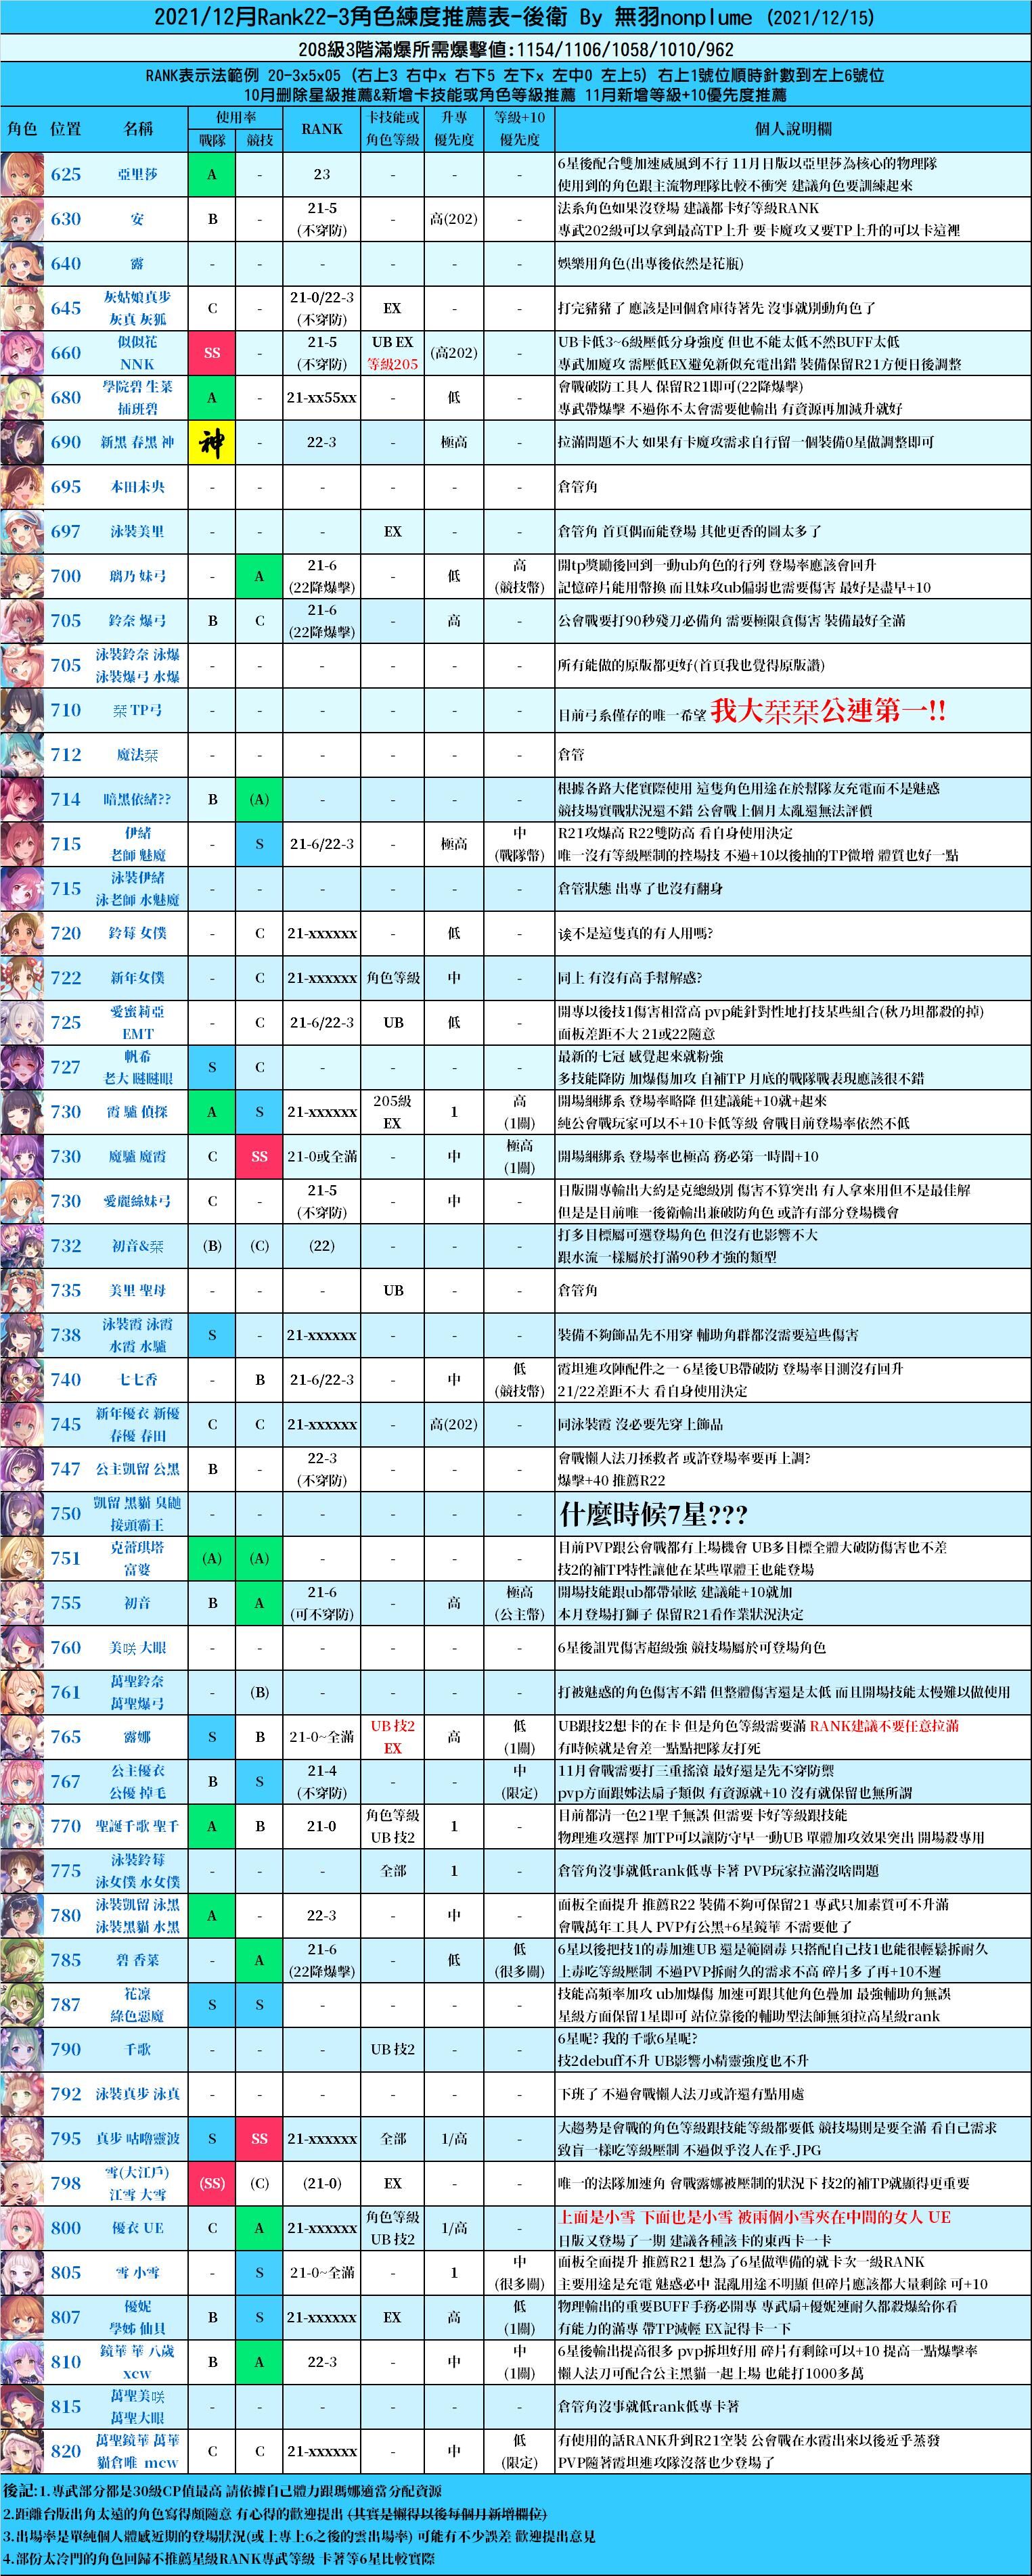 2021/12月Rank22-3角色練度推薦表-後衛 By 無羽nonplume (2021/12/15)
208級3階滿爆所需爆擊值:1154/1106/1058/1010/962
RANK表示法範例 20-3x5x05 (右上3 右中x 右下5 左下x 左中0 左上5) 右上1號位順時針數到左上6號位
10月刪除星級推薦&新增卡技能或角色等級推薦 11月新增等級+10優先度推薦
角色 位置 名稱 使用率 戰隊 競技 RANK 卡技能或角色等級 升專優先度 等級+10優先度 個人說明欄
625 亞里莎 A - 23 - - - 6星後配合雙加速威風到不行 11月日版以亞里莎為核心的物理隊
使用到的角色跟主流物理隊比較不衝突 建議角色要訓練起來
630 安 B - 21-5 (不穿防) - 高(202) - 法系角色如果沒登場 建議都卡好等級RANK
專武202級可以拿到最高TP上升 要卡魔攻又要TP上升的可以卡這裡
640 露 - - - - - - 娛樂用角色(出專後依然是花瓶)
645 灰姑娘真步 灰真 灰狐 C - 21-0/22-3 (不穿防) EX - - 打完豬豬了 應該是回個倉庫待著先 沒事就別動角色了
660 似似花 NNK SS - 21-5 (不穿防) UB EX 等級205 (高202) - UB卡低3~6級壓低分身強度 但也不能太低不然BUFF太低
專武加魔攻 需壓低EX避免新似充電出錯 裝備保留R21方便日後調整
680 學院碧 生菜 插班碧 A - 21-xx55xx - 低 - 會戰破防工具人 保留R21即可(22降爆擊)
專武帶爆擊 不過你不太會需要他輸出 有資源再加減升就好
690 新黑 春黑 神 神 - 22-3 - 極高 - 拉滿問題不大 如果有卡魔攻需求自行留一個裝備0星做調整即可
695 本田未央 - - - - - - 倉管角
697 泳裝美里 - - - EX - - 倉管角 首頁偶而能登場 其他更香的圖太多了
700 璃乃 妹弓 - A 21-6 (22降爆擊) - 低 高 (競技幣) 開tp獎勵後回到一動ub角色的行列 登場率應該會回升
記憶碎片能用幣換 而且妹攻ub偏弱也需要傷害 最好是盡早+10
705 鈴奈 爆弓 B C 21-6 (22降爆擊) - 高 - 公會戰要打90秒殘刀必備角 需要極限貪傷害 裝備最好全滿
705 泳裝鈴奈 泳爆 泳裝爆弓 水爆 - - - - - - 所有能做的原版都更好(首頁我也覺得原版讚)
710 栞 TP弓 - - - - - - 目前弓系僅存的唯一希望 我大栞栞公連第一!!
712 魔法栞 - - - - - - 倉管
714 暗黑依緒?? B (A) - - - - 根據各路大佬實際使用 這隻角色用途在於幫隊友充電而不是魅惑
競技場實戰狀況還不錯 公會戰上個月太亂還無法評價
715 伊緒 老師 魅魔 - S 21-6/22-3 - 極高 中 (戰隊幣) R21攻爆高 R22雙防高 看自身使用決定
唯一沒有等級壓制的控場技 不過+10以後抽的TP微增 體質也好一點
715 泳裝伊緒 泳老師 水魅魔 - - - - - - 倉管狀態 出專了也沒有翻身
720 鈴莓 女僕 - C 21-xxxxxx - 低 - 诶不是這隻真的有人用嗎?
722 新年女僕 - C 21-xxxxxx 角色等級 中 - 同上 有沒有高手幫解惑?
725 愛蜜莉亞 EMT - C 21-6/22-3 UB 低 - 開專以後技1傷害相當高 pvp能針對性地打技某些組合(秋乃坦都殺的掉)
面板差距不大 21或22隨意
727 帆希 老大 瞇瞇眼 S C - - - - 最新的七冠 感覺起來就粉強
多技能降防 加爆傷加攻 自補TP 月底的戰隊戰表現應該很不錯
730 霞 驢 偵探 A S 21-xxxxxx 205級 EX 1 高 (1關) 開場綑綁系 登場率略降 但建議能+10就+起來
純公會戰玩家可以不+10卡低等級 會戰目前登場率依然不低
730 魔驢 魔霞 C SS 21-0或全滿 - 中 極高 (1關) 開場綑綁系 登場率也極高 務必第一時間+10
730 愛麗絲妹弓 C - 21-5 (不穿防) - 中 - 日版開專輸出大約是克總級別 傷害不算突出 有人拿來用但不是最佳解
但是是目前唯一後衛輸出兼破防角色 或許有部分登場機會
732 初音&栞 (B) (C) (22) - - - 打多目標屬可選登場角色 但沒有也影響不大
跟水流一樣屬於打滿90秒才強的類型
735 美里 聖母 - - - UB - - 倉管角
738 泳裝霞 泳霞 水霞 水驢 S - 21-xxxxxx - - - 裝備不夠飾品先不用穿 輔助角群都沒需要這些傷害
740 七七香 - B 21-6/22-3 - 中 低 (競技幣) 霞坦進攻陣配件之一 6星後UB帶破防 登場率目測沒有回升
21/22差距不大 看自身使用決定
745 新年優衣 新優 春優 春田 C C 21-xxxxxx - 高(202) - 同泳裝霞 沒必要先穿上飾品
747 公主凱留 公黑 B - 22-3 (不穿防) - - - 會戰懶人法刀拯救者 或許登場率要再上調?
爆擊+40 推薦R22
750 凱留 黑貓 臭鼬 接頭霸王 - - - - - - 什麼時候7星???
751 克蕾琪塔 富婆 (A) (A) - - - - 目前PVP跟公會戰都有上場機會 UB多目標全體大破防傷害也不差
技2的補TP特性讓他在某些單體王也能登場
755 初音 B A 21-6 (可不穿防) - 高 極高 (公主幣) 開場技能跟ub都帶暈眩 建議能+10就加
本月登場打獅子 保留R21看作業狀況決定
760 美咲 大眼 - - - - - - 6星後詛咒傷害超級強 競技場屬於可登場角色
761 萬聖鈴奈 萬聖爆弓 - (B) - - - - 打被魅惑的角色傷害不錯 但整體傷害還是太低 而且開場技能太慢難以做使用
765 露娜 S B 21-0~全滿 UB 技2 EX 高 低 (1關) UB跟技2想卡的在卡 但是角色等級需要滿 RANK建議不要任意拉滿
有時候就是會差一點點把隊友打死
767 公主優衣 公優 掉毛 B S 21-4 (不穿防) - - 中 (限定) 11月會戰需要打三重搖滾 最好還是先不穿防禦
pvp方面跟姊法扇子類似 有資源就+10 沒有就保留也無所謂
770 聖誕千歌 聖千 A B 21-0 角色等級 UB 技2 1 - 目前都清一色21聖千無誤 但需要卡好等級跟技能
物理進攻選擇 加TP可以讓防守早一動UB 單體加攻效果突出 開場殺專用
775 泳裝鈴莓 泳女僕 水女僕 - - - 全部 1 - 倉管角沒事就低rank低專卡著 PVP玩家拉滿沒啥問題
780 泳裝凱留 泳黑 泳裝黑貓 水黑 A - 22-3 - 中 - 面板全面提升 推薦R22 裝備不夠可保留21 專武只加素質可不升滿
會戰萬年工具人 PVP有公黑+6星鏡華 不需要他了
785 碧 香菜 - A 21-6 (22降爆擊) - 低 低 (很多關) 6星以後把技1的毒加進UB 還是範圍毒 只搭配自己技1也能很輕鬆拆耐久
上毒吃等級壓制 不過PVP拆耐久的需求不高 碎片多了再+10不遲
787 花凜 綠色惡魔 S S - - - - 技能高頻率加攻 ub加爆傷 加速可跟其他角色疊加 最強輔助角無誤
星級方面保留1星即可 站位靠後的輔助型法師無須拉高星級rank
790 千歌 - - - UB 技2 - - 6星呢? 我的千歌6星呢?
技2debuff不升 UB影響小精靈強度也不升
792 泳裝真步 泳真 - - - - - - 下班了 不過會戰懶人法刀或許還有點用處
795 真步 咕嚕靈波 S SS 21-xxxxxx 全部 1/高 - 大趨勢是會戰的角色等級跟技能等級都要低 競技場則是要全滿 看自己需求
致盲一樣吃等級壓制 不過似乎沒人在乎.JPG
798 雪(大江戶) 江雪 大雪 (SS) (C) (21-0) EX - - 唯一的法隊加速角 會戰露娜被壓制的狀況下 技2的補TP就顯得更重要
800 優衣 UE C A 21-xxxxxx 角色等級 UB 技2 1/高 - 上面是小雪 下面也是小雪 被兩個小雪夾在中間的女人 UE
日版又登場了一期 建議各種該卡的東西卡一卡
805 雪 小雪 - S 21-0~全滿 - 1 中 (很多關) 面板全面提升 推薦R21 想為了6星做準備的就卡次一級RANK
主要用途是充電 魅惑必中 混亂用途不明顯 但碎片應該都大量剩餘 可+10
807 優妮 學姊 仙貝 B S 21-xxxxxx EX 高 低 (1關) 物理輸出的重要BUFF手務必開專 專武扇+優妮連耐久都殺爆給你看
有能力的滿專 帶TP減輕 EX記得卡一下
810 鏡華 華 八歲 xcw B A 22-3 - 中 中 (1關) 6星後輸出提高很多 pvp拆坦好用 碎片有剩餘可以+10 提高一點爆擊率
懶人法刀可配合公主黑貓一起上場 也能打1000多萬
815 萬聖美咲 萬聖大眼 - - - - - - 倉管角沒事就低rank低專卡著
820 萬聖鏡華 萬華 貓倉唯 mcw C C 21-xxxxxx - 中 低 (限定) 有使用的話RANK升到R21空裝 公會戰在水霞出來以後近乎蒸發
PVP隨著霞坦進攻隊沒落也少登場了
後記:1.專武部分都是30級CP值最高 請依據自己體力跟瑪娜適當分配資源
2.距離台版出角太遠的角色寫得頗隨意 有心得的歡迎提出 (其實是懶得以後每個月新增欄位)
3.出場率是單純個人體感近期的登場狀況(或上專上6之後的雲出場率) 可能有不少誤差 歡迎提出意見
4.部份太冷門的角色回歸不推薦星級RANK專武等級 卡著等6星比較實際